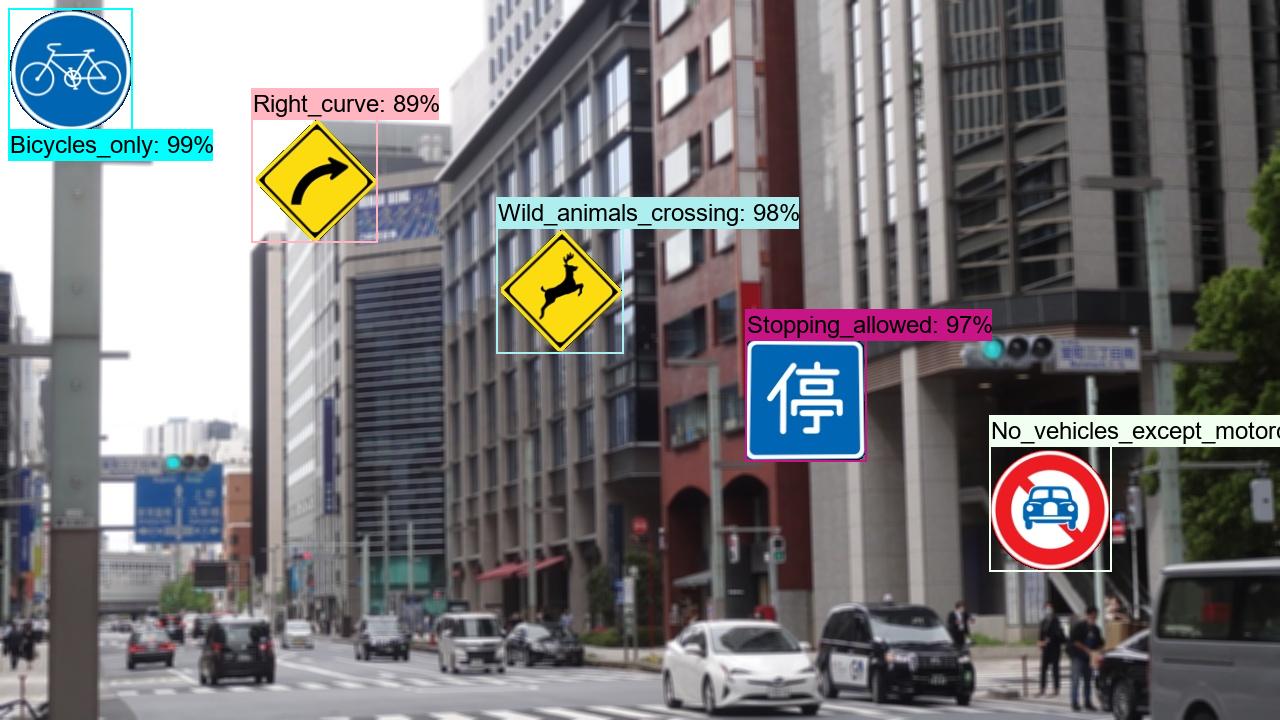 Bicycles_only: 99%
Right_curve: 89%
Wild_animals_crossing: 98%
Stopping_allowed: 97%
停
No_vehicles_except_motorc